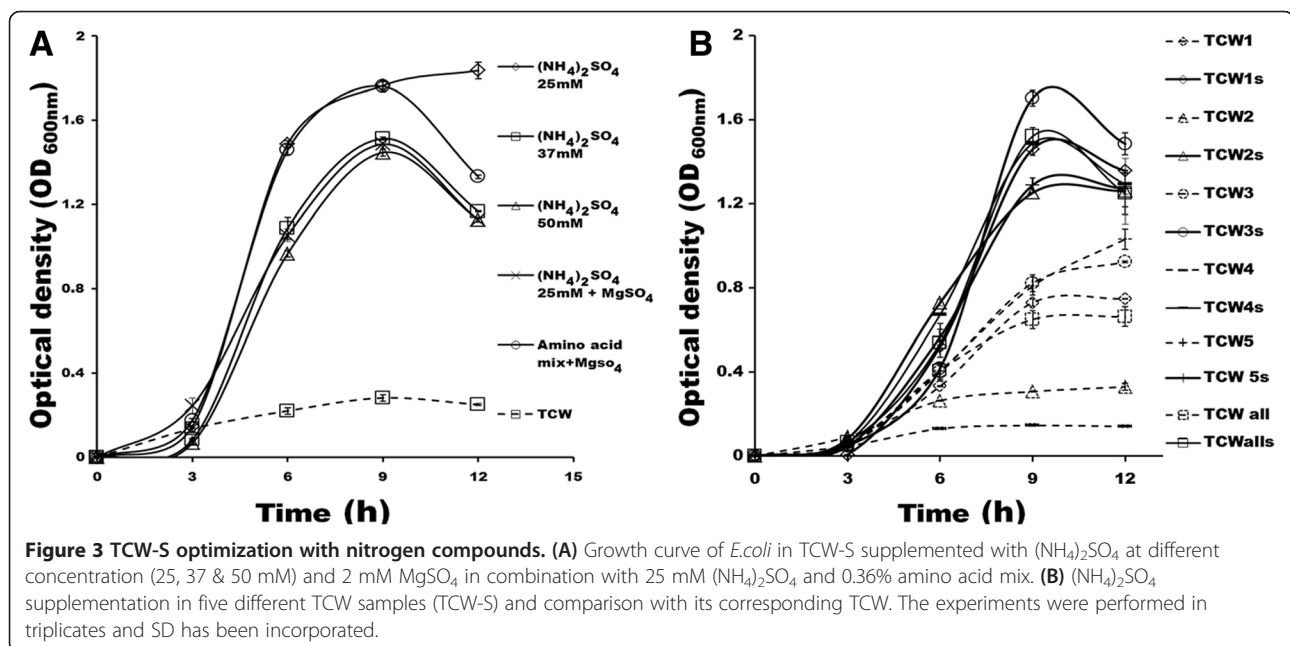 A
Optical density (OD600nm)
2
1.6
1.2
0.8
0.4
0
0 3 6 9 12 15
Time (h)
(NH4)2SO4
25mM
(NH4)2SO4
37mM
(NH4)2SO4
50mM
(NH4)2SO4
25mM + MgSO4
Amino acid
mix+Mgso4
TCW
B
Optical density (OD600nm)
2
1.6
1.2
0.8
0.4
0
0 3 6 9 12
Time (h)
TCW1
TCW1s
TCW2
TCW2s
TCW3
TCW3s
TCW4
TCW4s
TCW5
TCW 5s
TCW all
TCWalls
Figure 3 TCW-S optimization with nitrogen compounds. (A) Growth curve of E.coli in TCW-S supplemented with (NH4)2SO4 at different
concentration (25, 37 & 50 mM) and 2 mM MgSO4 in combination with 25 mM (NH4)2SO4 and 0.36% amino acid mix. (B) (NH4)2SO4
supplementation in five different TCW samples (TCW-S) and comparison with its corresponding TCW. The experiments were performed in
triplicates and SD has been incorporated.